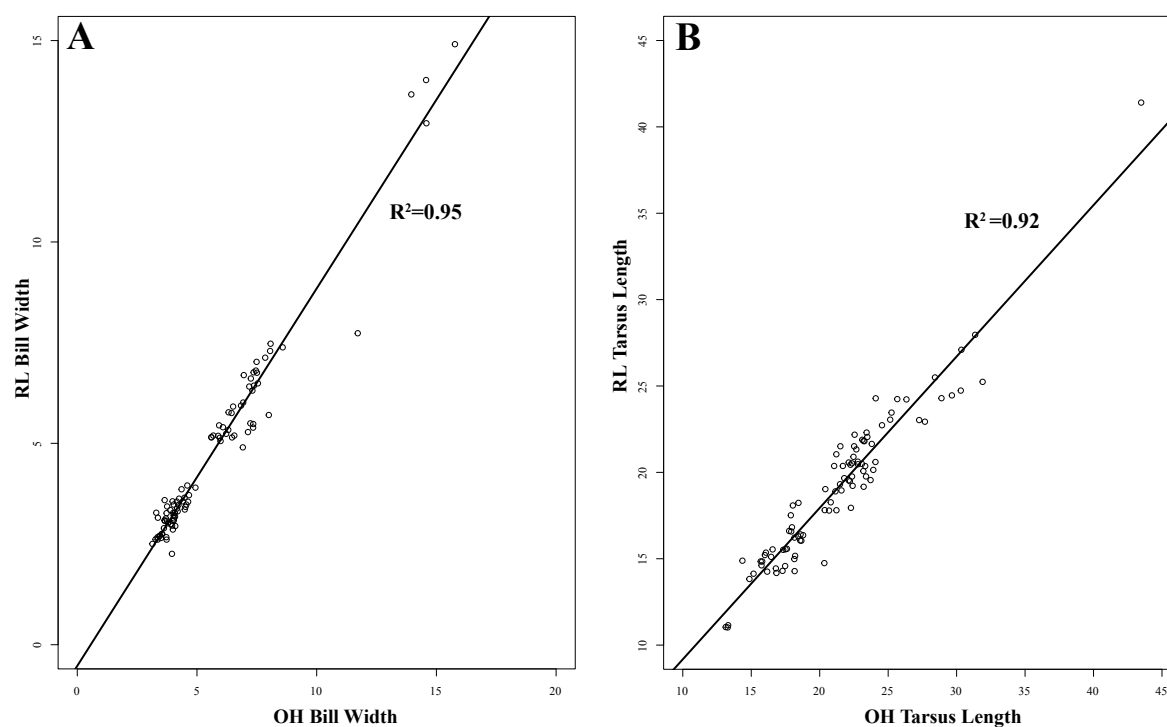 A
15
10
5
0
RL Bill Width
R²=0.95
0 5 10 15 20
OH Bill Width
B
45
40
35
30
25
20
15
10
RL Tarsus Length
R²=0.92
10 15 20 25 30 35 40 45
OH Tarsus Length